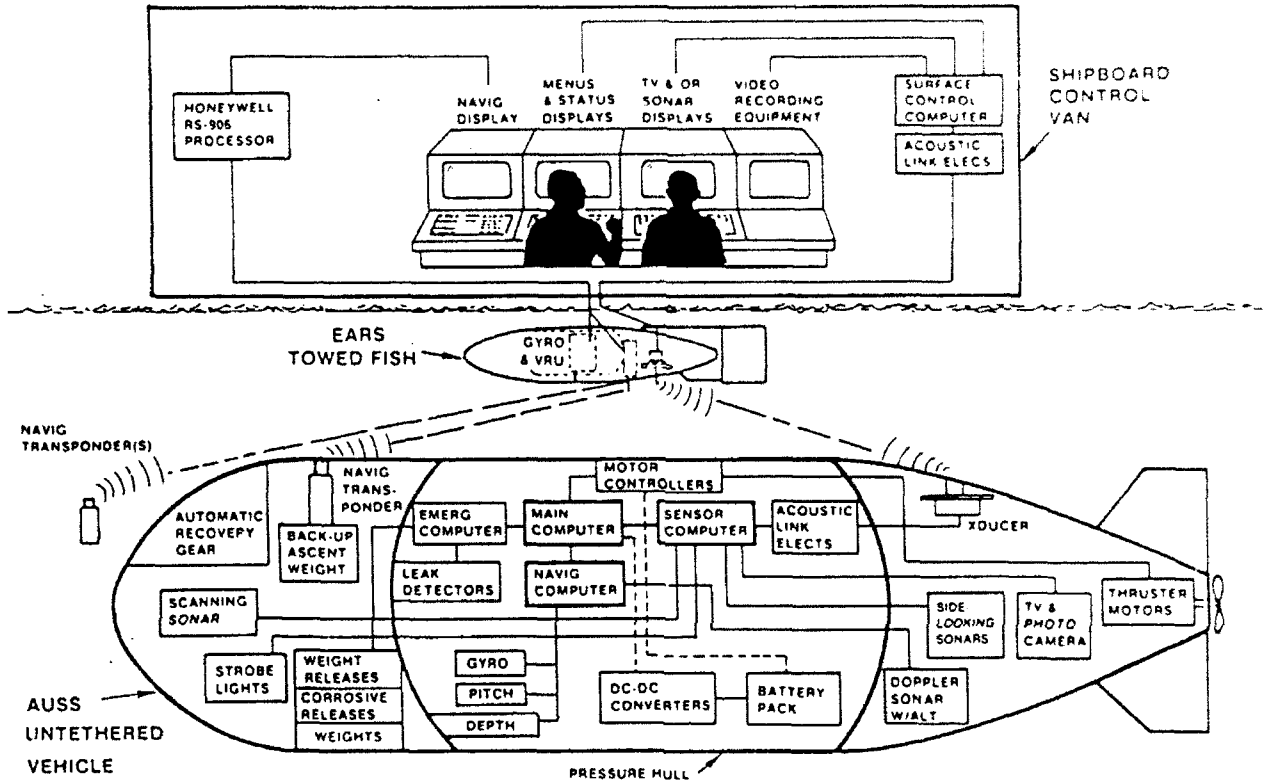 SHIPBOARD
CONTROL
VAN
HONEYWELL
RS-906
PROCESSOR
NAVIG
DISPLAY
MENUS
& STATUS
DISPLAYS
TV & OR
SONAR
DISPLAYS
VIDEO
RECORDING
EQUIPMENT
SURFACE
CONTROL
COMPUTER
ACOUSTIC
LINK ELECS
EARS
TOWED FISH
GYRO
& VRU
NAVIG
TRANSPONDER(S)
AUTOMATIC
RECOVERY
GEAR
NAVIG
TRANS-
PONDER
BACK-UP
ASCENT
WEIGHT
MOTOR
CONTROLLERS
EMERG
COMPUTER
MAIN
COMPUTER
SENSOR
COMPUTER
ACOUSTIC
LINK
ELECTS
XDUCER
LEAK
DETECTORS
NAVIG
COMPUTER
SCANNING
SONAR
SIDE-
LOOKING
SONARS
TV &
PHOTO
CAMERA
THRUSTER
MOTORS
STROBE
LIGHTS
WEIGHT
RELEASES
CORROSIVE
RELEASES
WEIGHTS
GYRO
PITCH
DEPTH
DC-DC
CONVERTERS
BATTERY
PACK
DOPPLER
SONAR
W/ALT
AUSS
UNTETHERED
VEHICLE
PRESSURE HULL